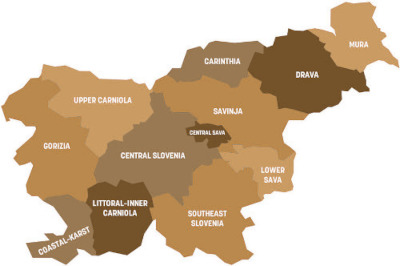 MURA
CARINTHIA
DRAVA
UPPER CARNIOLA
SAVINJA
CENTRAL SAVA
GORIZIA
CENTRAL SLOVENIA
LOWER
SAVA
LITTORAL-INNER
CARNIOLA
SOUTHEAST
SLOVENIA
COASTAL-KARST